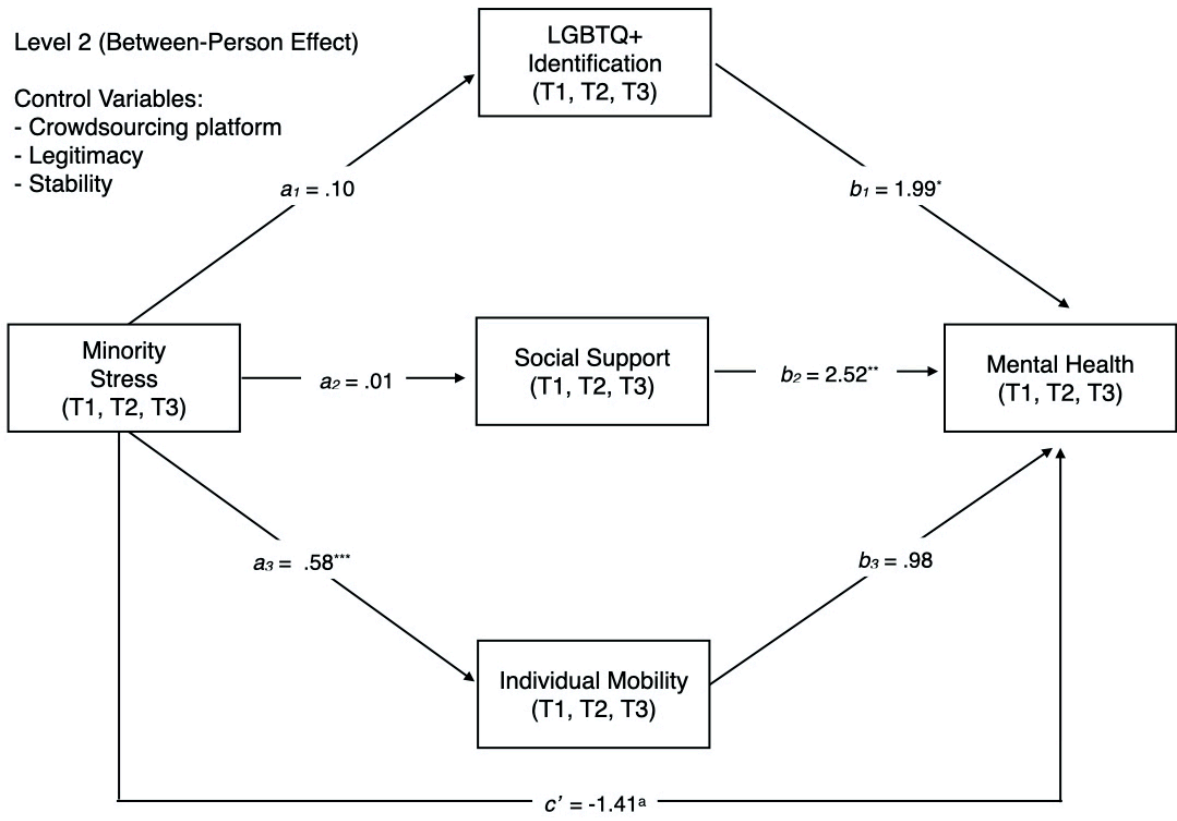 Level 2 (Between-Person Effect)
Control Variables:
- Crowdsourcing platform
- Legitimacy
- Stability
LGBTQ+
Identification
(T1, T2, T3)
a₁ = .10
b₁ = 1.99*
Minority
Stress
(T1, T2, T3)
a₂ = .01
Social Support
(T1, T2, T3)
b₂ = 2.52**
Mental Health
(T1, T2, T3)
a₃ = .58***
b₃ = .98
Individual Mobility
(T1, T2, T3)
c’ = -1.41ᵃ